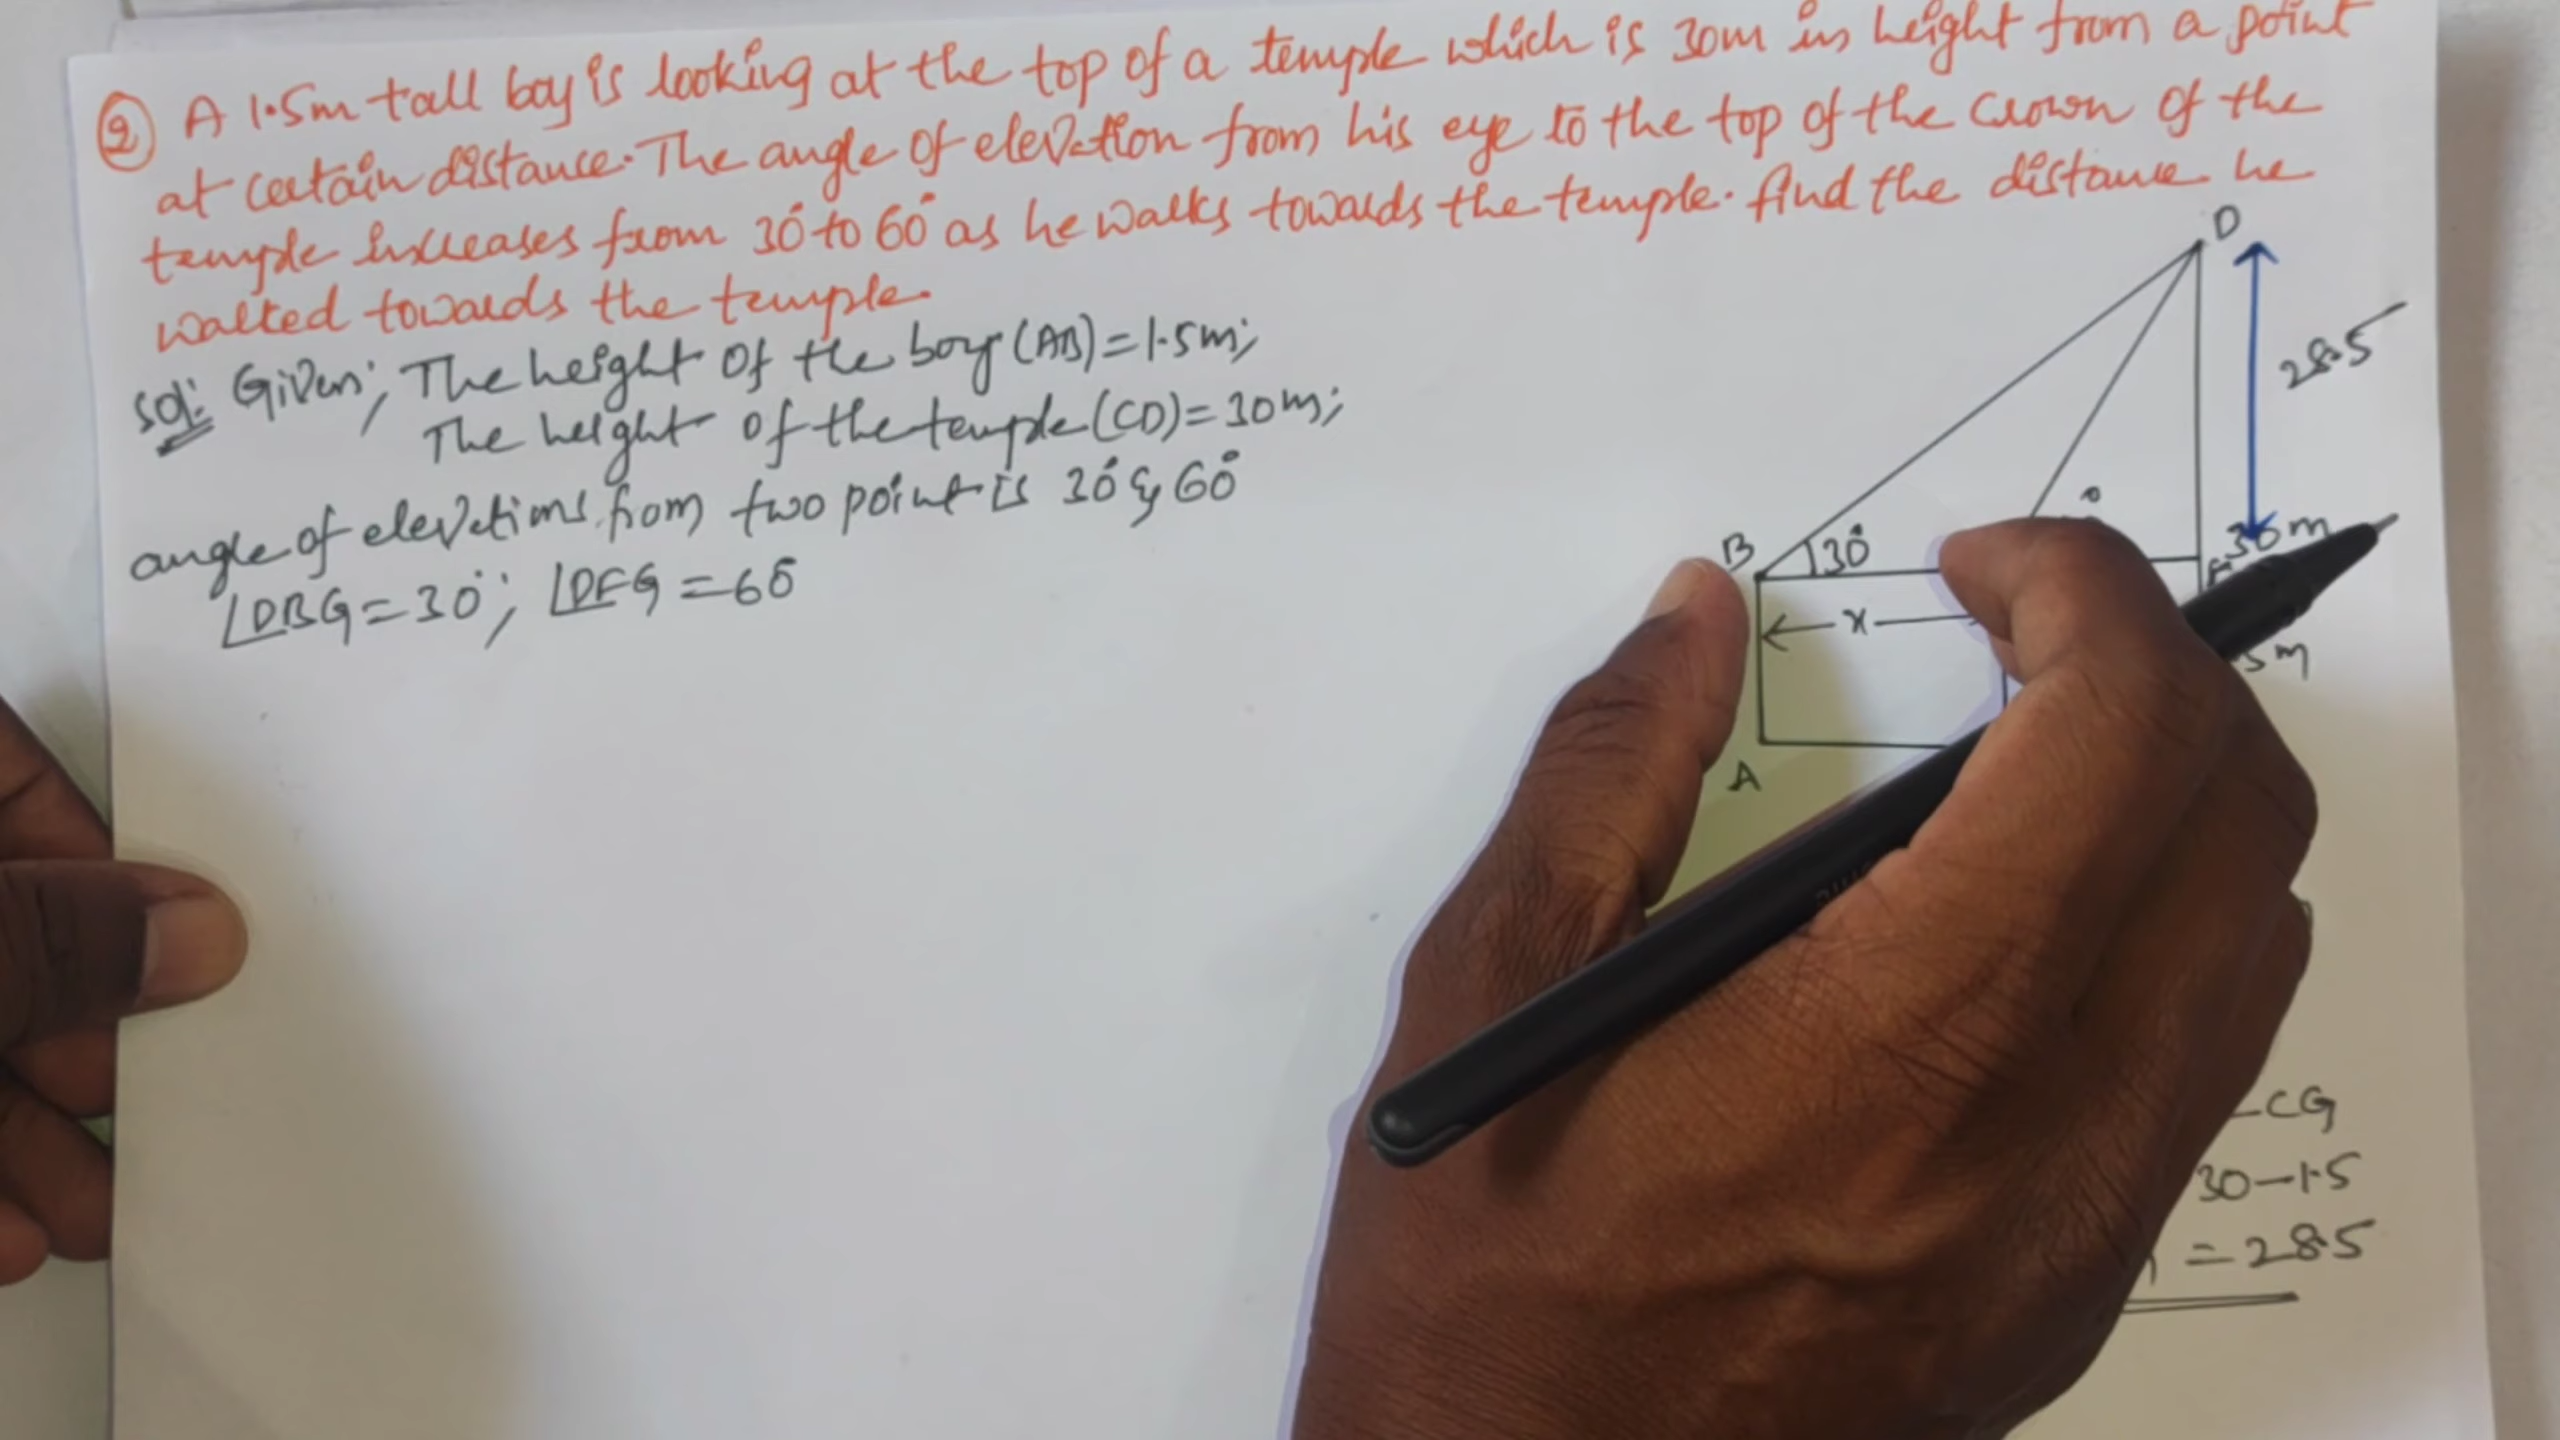 2 A 1.5m tall boy is looking at the top of a temple which is 30m in height from a point
at certain distance. The angle of elevation from his eye to the top of the crown of the
temple increases from 30° to 60° as he walks towards the temple. find the distance he
walked towards the temple.
Sol: Given; The height of the boy (AB) = 1.5m;
The height of the temple (CD) = 30m;
angle of elevations from two point is 30° & 60°
∠DBG = 30°; ∠DFG = 60°
D
28.5
B 30°
30m
x
5m
A
-CG
30-1.5
= 28.5